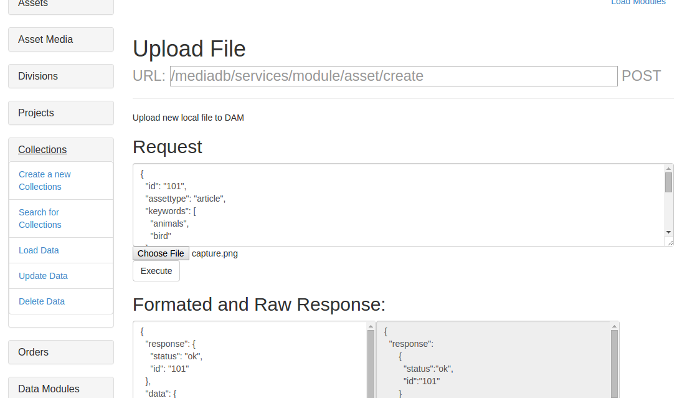 Assets
Load Modules
Asset Media
Divisions
Projects
Collections
Create a new
Collections
Search for
Collections
Load Data
Update Data
Delete Data
Orders
Data Modules
Upload File
URL: /mediadb/services/module/asset/create POST
Upload new local file to DAM
Request
{
"id": "101",
"assettype": "article",
"keywords": [
"animals",
"bird"
Choose File capture.png
Execute
Formated and Raw Response:
{
"response": {
"status": "ok",
"id": "101"
},
"data": {
{
"response":
{
"status":"ok",
"id":"101"
}